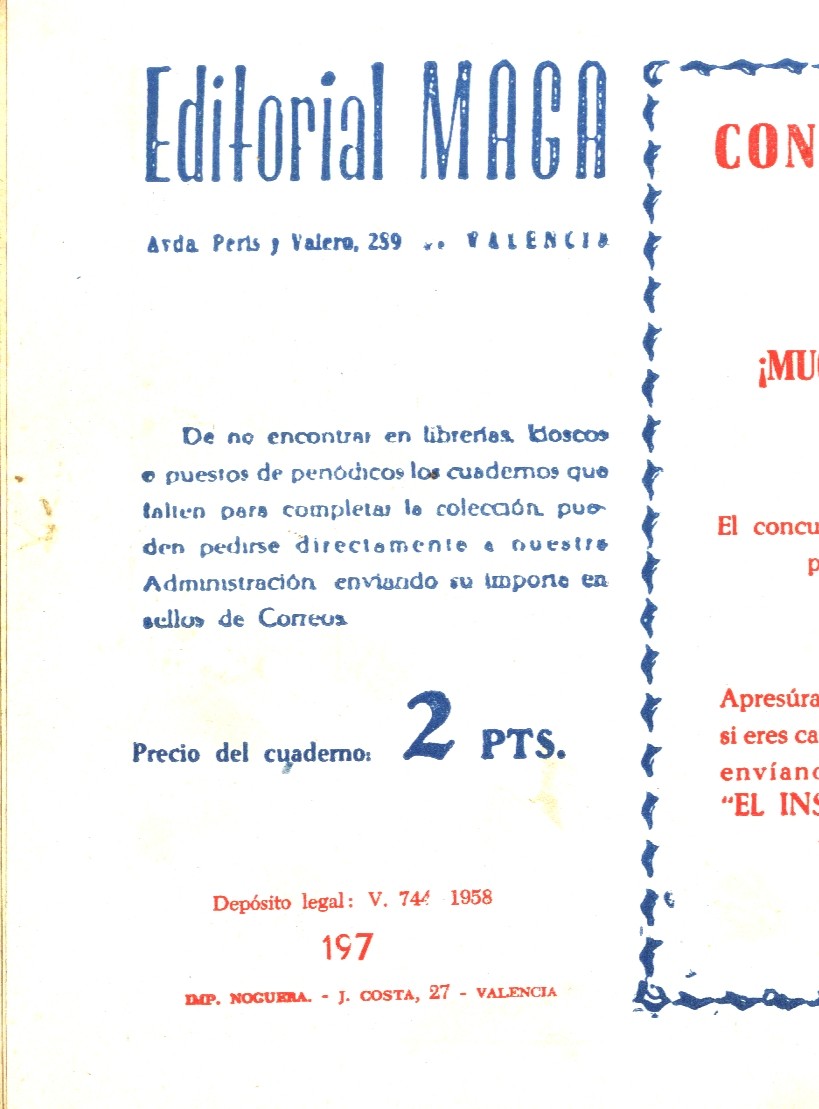 Editorial MAGA
Avda. Peris y Valero, 289 -- VALENCIA
De no encontrar en librerías, kioscos
o puestos de periódicos los cuadernos que
falten para completar la colección, pue-
den pedirse directamente a nuestra
Administración enviando su importe en
sellos de Correos
Precio del cuaderno: 2 PTS.
Depósito legal: V. 744 1958
197
IMP. NOGUERA. - J. COSTA, 27 - VALENCIA
CON
¡MUC
El concu
p
Apresúra
si eres ca
envíand
"EL INS